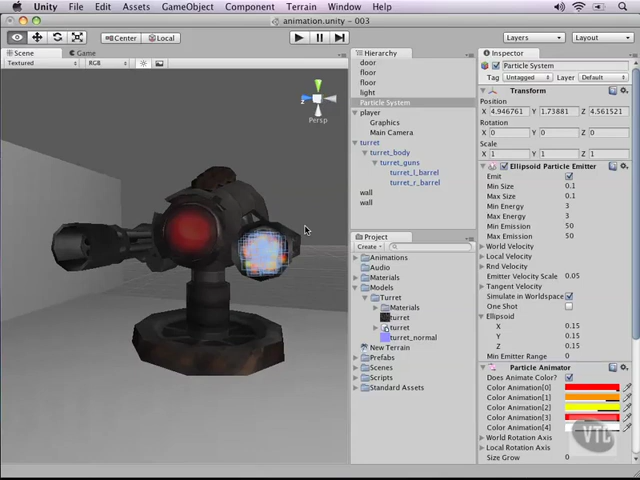 Unity File Edit Assets GameObject Component Terrain Window Help
animation.unity - 003
Center Local Layers Layout
Scene Game
Textured RGB
Persp
Hierarchy
Create
door
floor
floor
light
Particle System
player
Graphics
Main Camera
turret
turret_body
turret_guns
turret_l_barrel
turret_r_barrel
wall
wall
Project
Create
Animations
Audio
Materials
Models
Turret
Materials
turret
turret
turret_normal
New Terrain
Prefabs
Scenes
Scripts
Standard Assets
Inspector
Particle System
Tag Untagged Layer Default
Transform
Position
X 4.946761 Y 1.73881 Z 4.561521
Rotation
X 0 Y 0 Z 0
Scale
X 1 Y 1 Z 1
Ellipsoid Particle Emitter
Emit
Min Size 0.1
Max Size 0.1
Min Energy 3
Max Energy 3
Min Emission 50
Max Emission 50
World Velocity
Local Velocity
Rnd Velocity
Emitter Velocity Scale 0.05
Tangent Velocity
Simulate in Worldspace
One Shot
Ellipsoid
X 0.15
Y 0.15
Z 0.15
Min Emitter Range 0
Particle Animator
Does Animate Color?
Color Animation[0]
Color Animation[1]
Color Animation[2]
Color Animation[3]
Color Animation[4]
World Rotation Axis
Local Rotation Axis
Size Grow 0
VTC